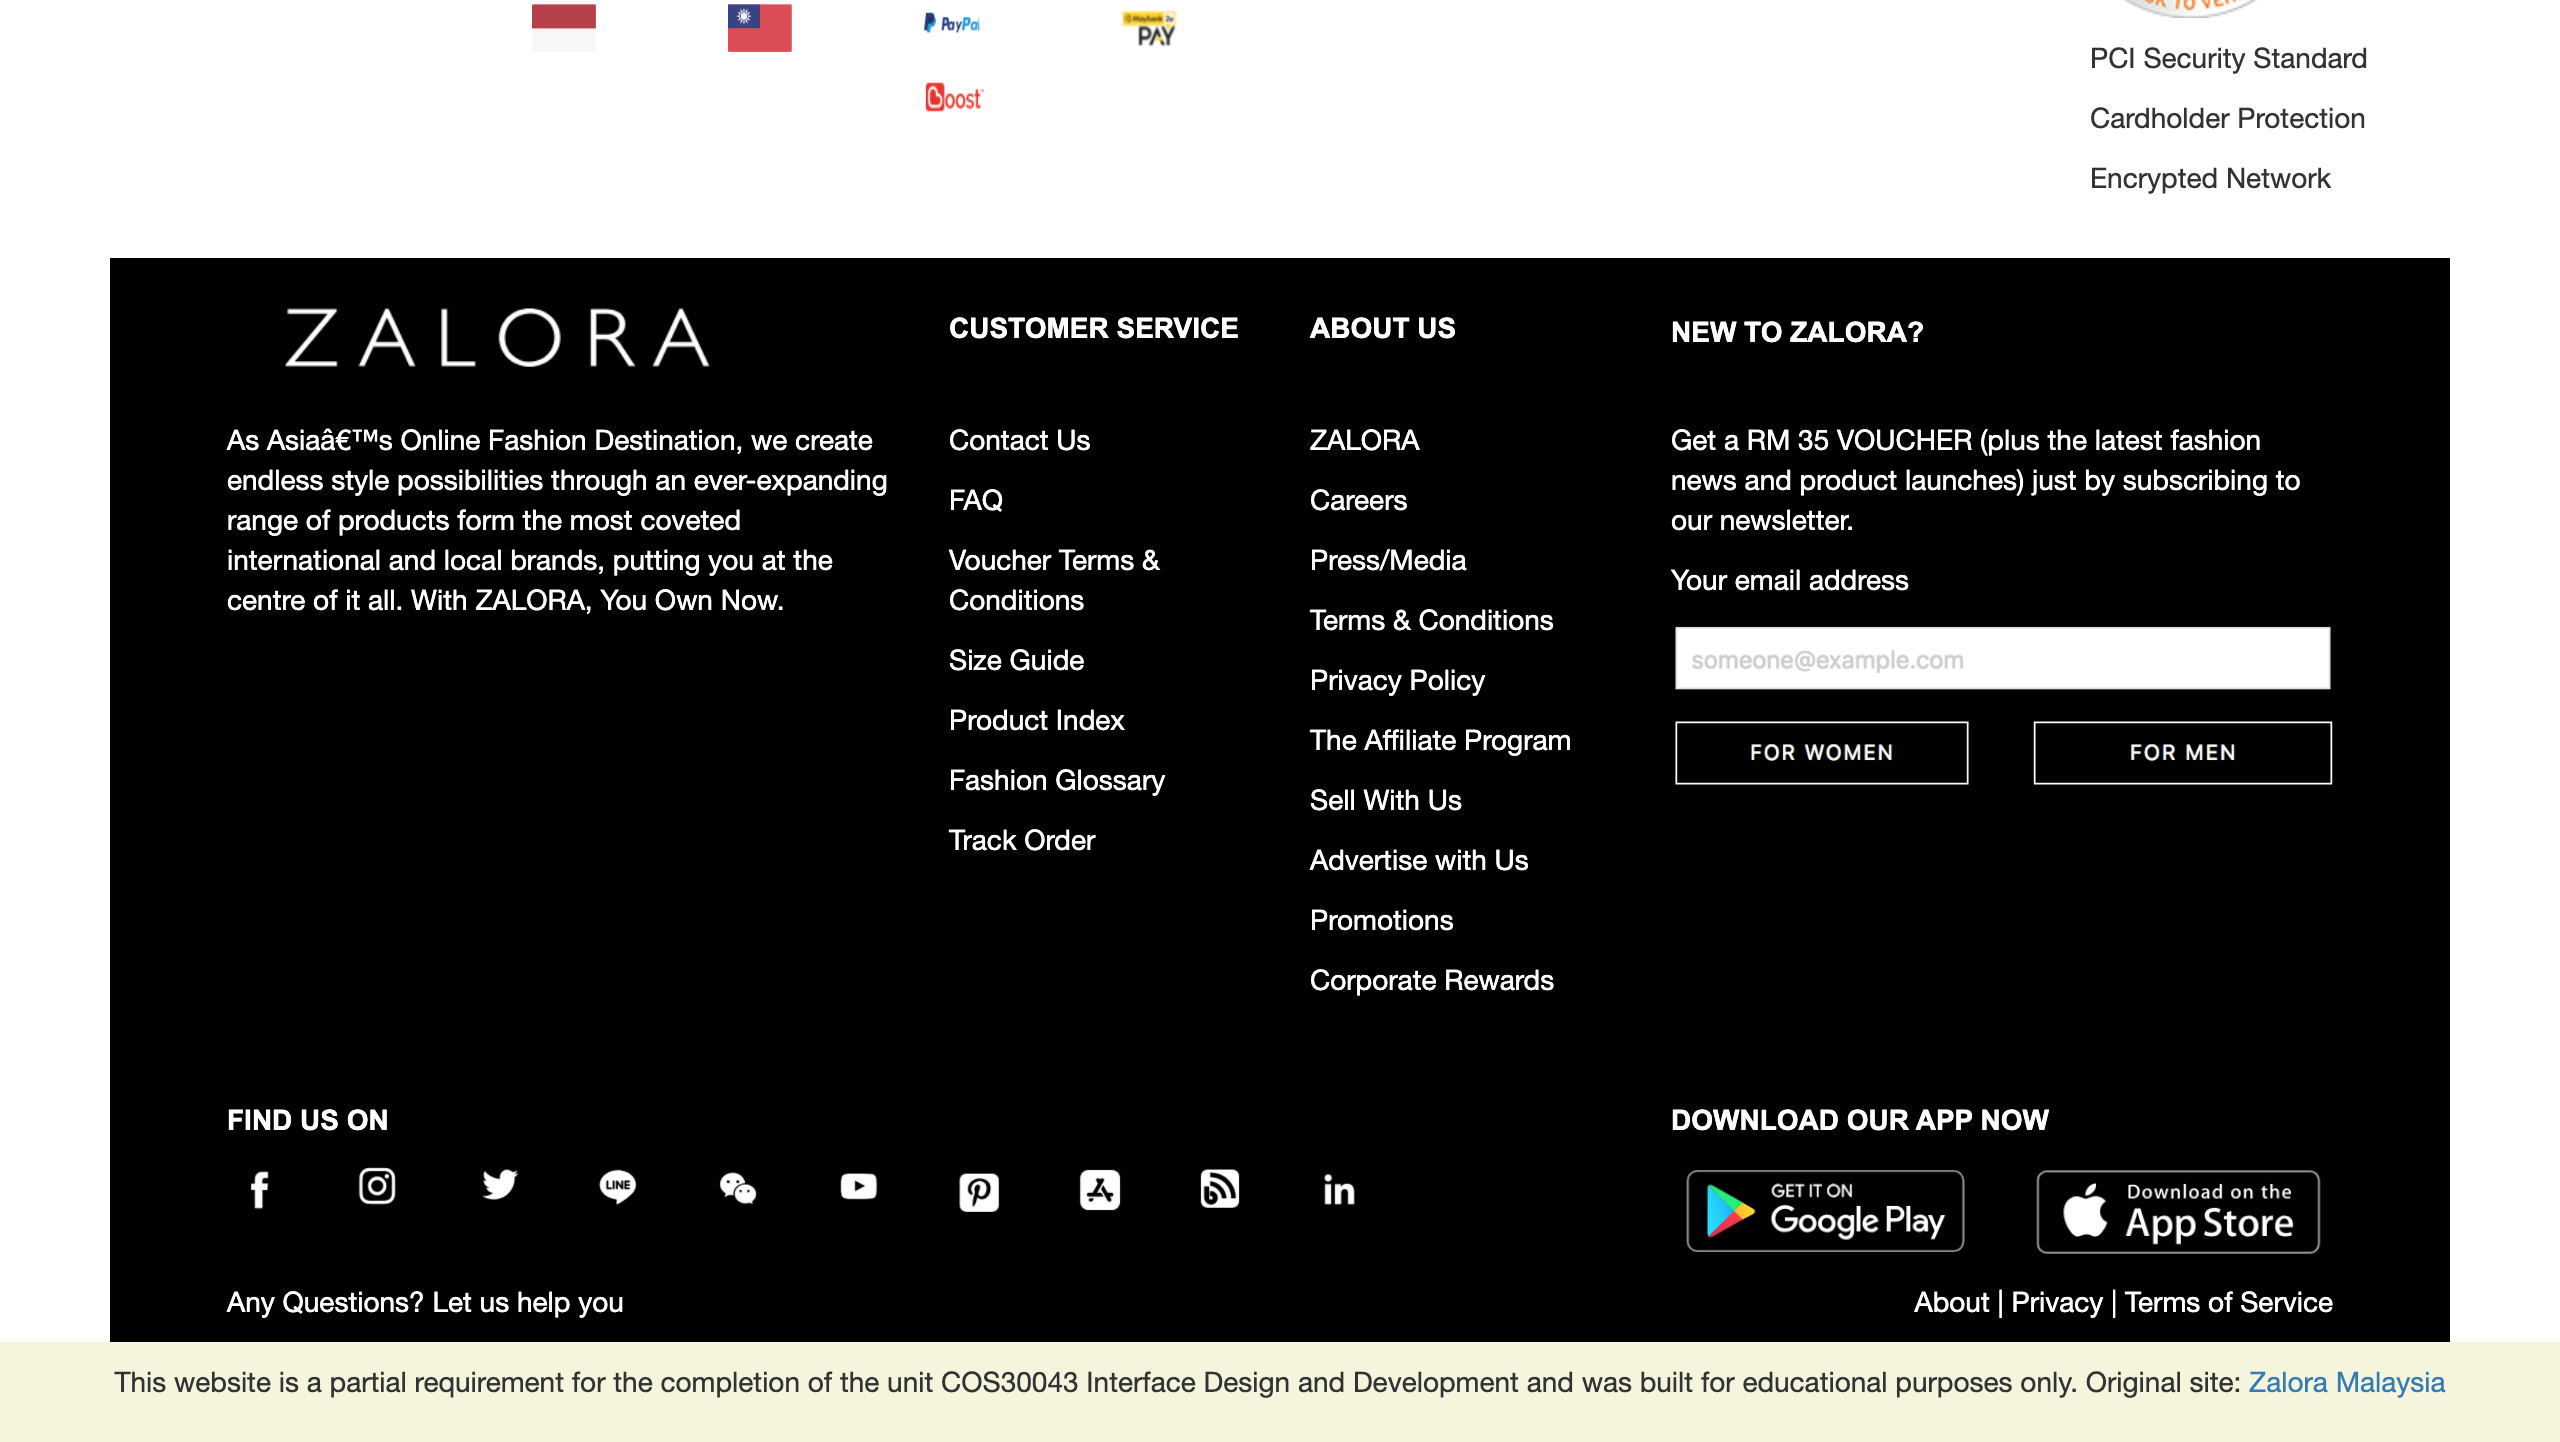 PayPal
Maybank 2u
PAY
Boost
PCI Security Standard
Cardholder Protection
Encrypted Network
ZALORA
As Asiaâ€™s Online Fashion Destination, we create
endless style possibilities through an ever-expanding
range of products form the most coveted
international and local brands, putting you at the
centre of it all. With ZALORA, You Own Now.
CUSTOMER SERVICE
Contact Us
FAQ
Voucher Terms &
Conditions
Size Guide
Product Index
Fashion Glossary
Track Order
ABOUT US
ZALORA
Careers
Press/Media
Terms & Conditions
Privacy Policy
The Affiliate Program
Sell With Us
Advertise with Us
Promotions
Corporate Rewards
NEW TO ZALORA?
Get a RM 35 VOUCHER (plus the latest fashion
news and product launches) just by subscribing to
our newsletter.
Your email address
someone@example.com
FOR WOMEN
FOR MEN
FIND US ON
LINE
in
DOWNLOAD OUR APP NOW
GET IT ON
Google Play
Download on the
App Store
Any Questions? Let us help you
About | Privacy | Terms of Service
This website is a partial requirement for the completion of the unit COS30043 Interface Design and Development and was built for educational purposes only. Original site: Zalora Malaysia